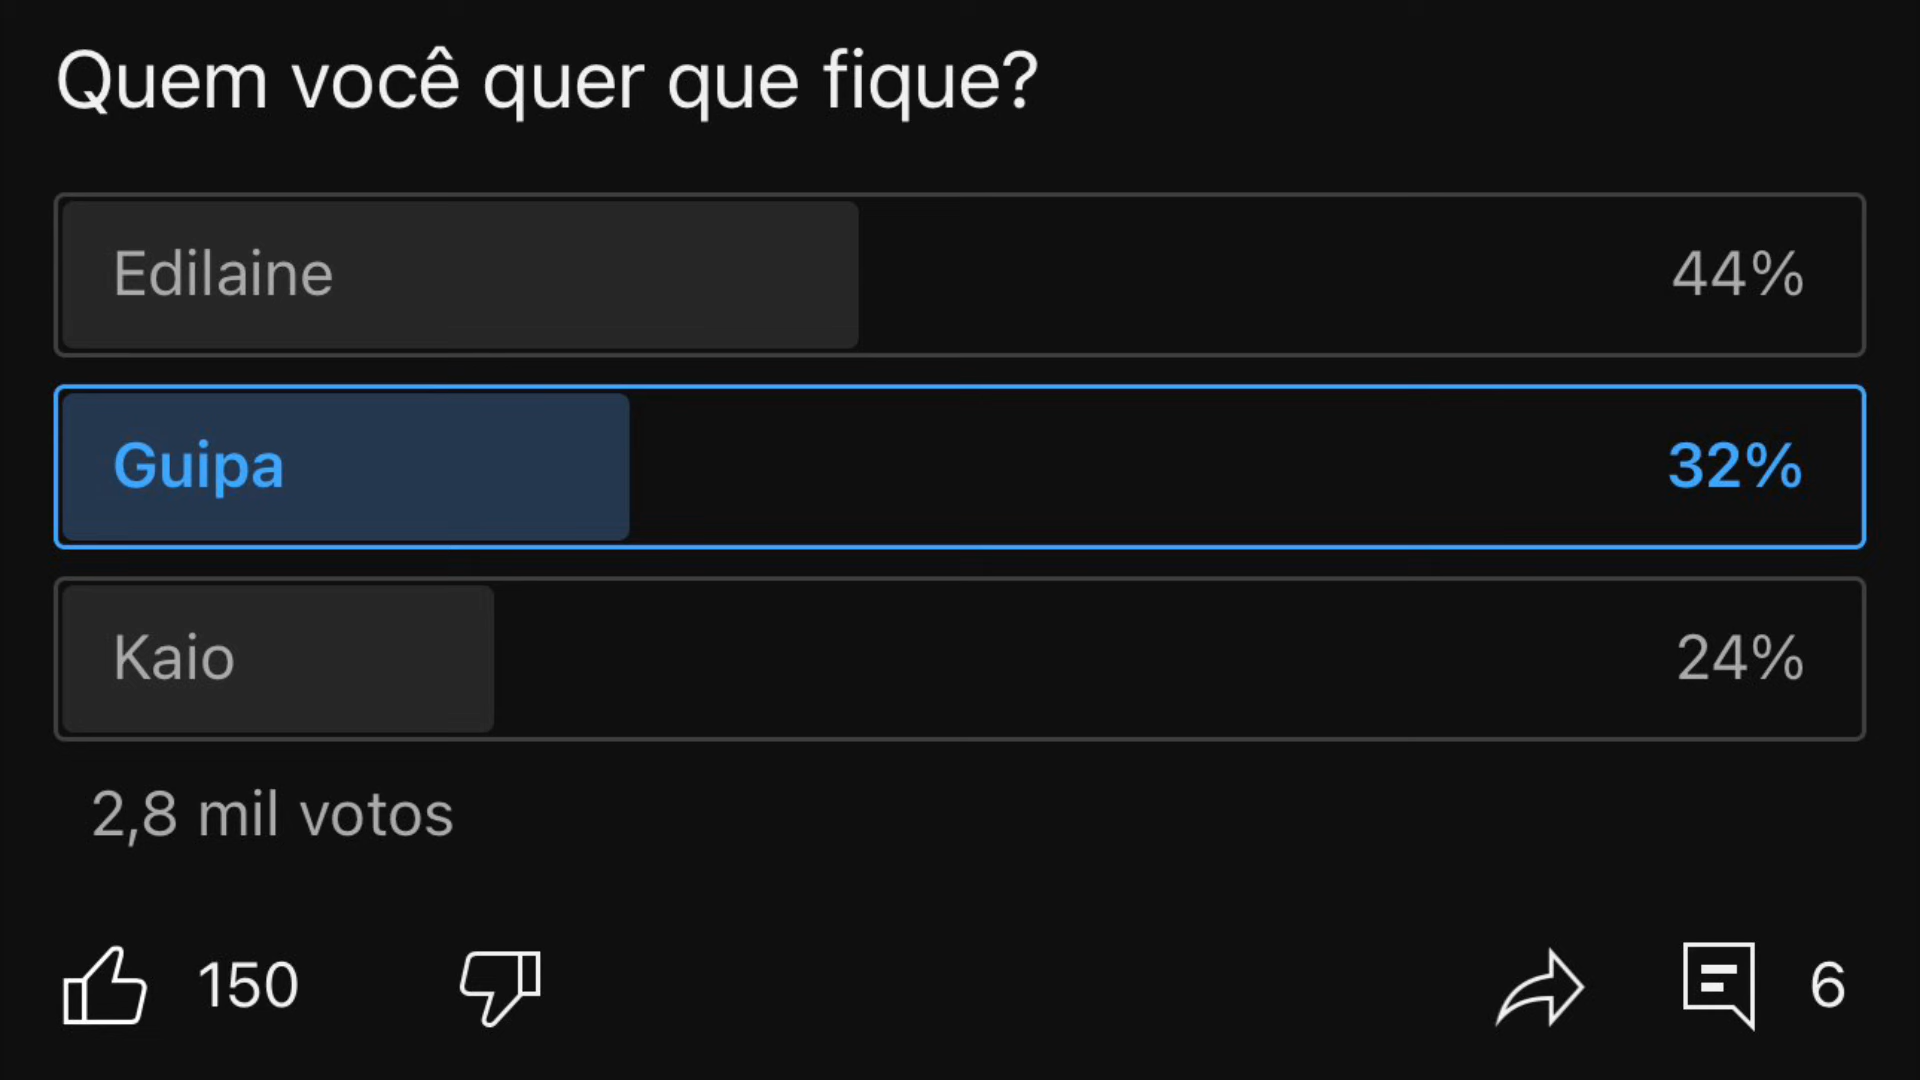 Quem você quer que fique?
Edilaine 44%
Guipa 32%
Kaio 24%
2,8 mil votos
150 6